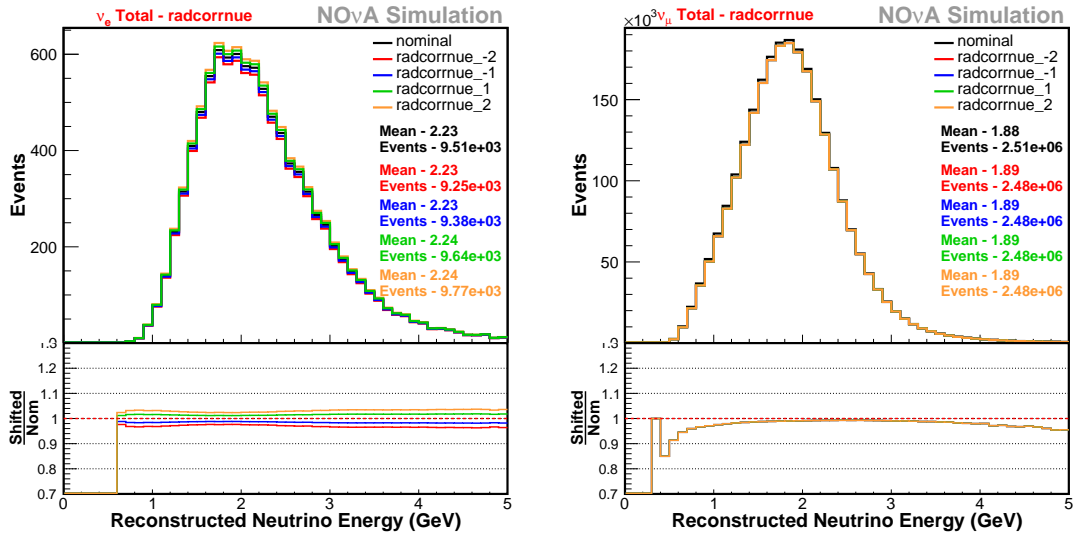 νe Total - radcorrnue
NOνA Simulation
nominal
radcorrnue_-2
radcorrnue_-1
radcorrnue_1
radcorrnue_2
Mean - 2.23
Events - 9.51e+03
Mean - 2.23
Events - 9.25e+03
Mean - 2.23
Events - 9.38e+03
Mean - 2.24
Events - 9.64e+03
Mean - 2.24
Events - 9.77e+03
Events
600
400
200
Shifted
Nom
1.2
1.1
1
0.9
0.8
0.7
0 1 2 3 4 5
Reconstructed Neutrino Energy (GeV)
×10³
νμ Total - radcorrnue
NOνA Simulation
nominal
radcorrnue_-2
radcorrnue_-1
radcorrnue_1
radcorrnue_2
Mean - 1.88
Events - 2.51e+06
Mean - 1.89
Events - 2.48e+06
Mean - 1.89
Events - 2.48e+06
Mean - 1.89
Events - 2.48e+06
Mean - 1.89
Events - 2.48e+06
Events
150
100
50
Shifted
Nom
1.2
1.1
1
0.9
0.8
0.7
0 1 2 3 4 5
Reconstructed Neutrino Energy (GeV)